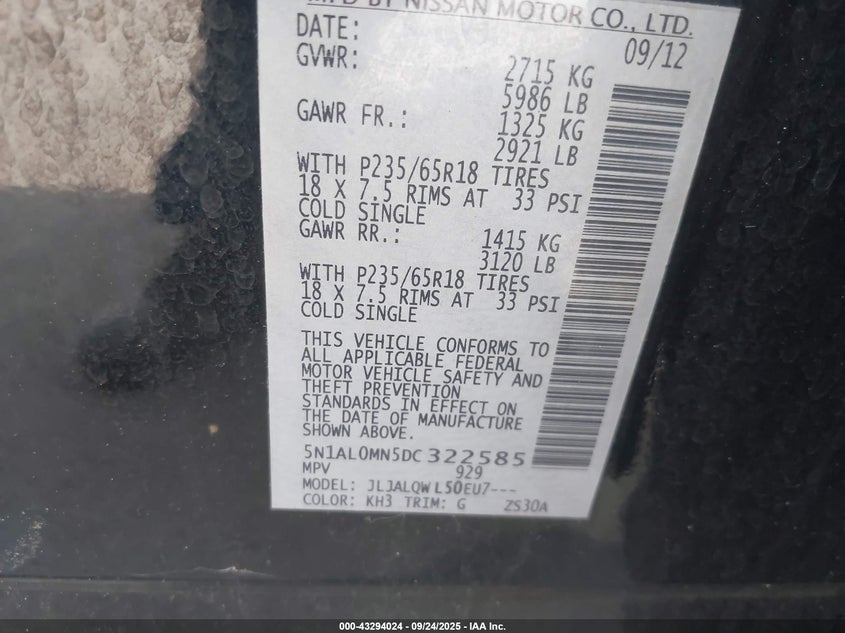 MFD BY NISSAN MOTOR CO., LTD.
DATE: 09/12
GVWR: 2715 KG
5986 LB
GAWR FR.: 1325 KG
2921 LB
WITH P235/65R18 TIRES
18 X 7.5 RIMS AT 33 PSI
COLD SINGLE
GAWR RR.: 1415 KG
3120 LB
WITH P235/65R18 TIRES
18 X 7.5 RIMS AT 33 PSI
COLD SINGLE
THIS VEHICLE CONFORMS TO
ALL APPLICABLE FEDERAL
MOTOR VEHICLE SAFETY AND
THEFT PREVENTION
STANDARDS IN EFFECT ON
THE DATE OF MANUFACTURE
SHOWN ABOVE.
5N1AL0MN5DC322585
MPV 929
MODEL: JLJALQWL50EU7---
COLOR: KH3 TRIM: G ZS30A
000-43294024 - 09/24/2025 - IAA Inc.